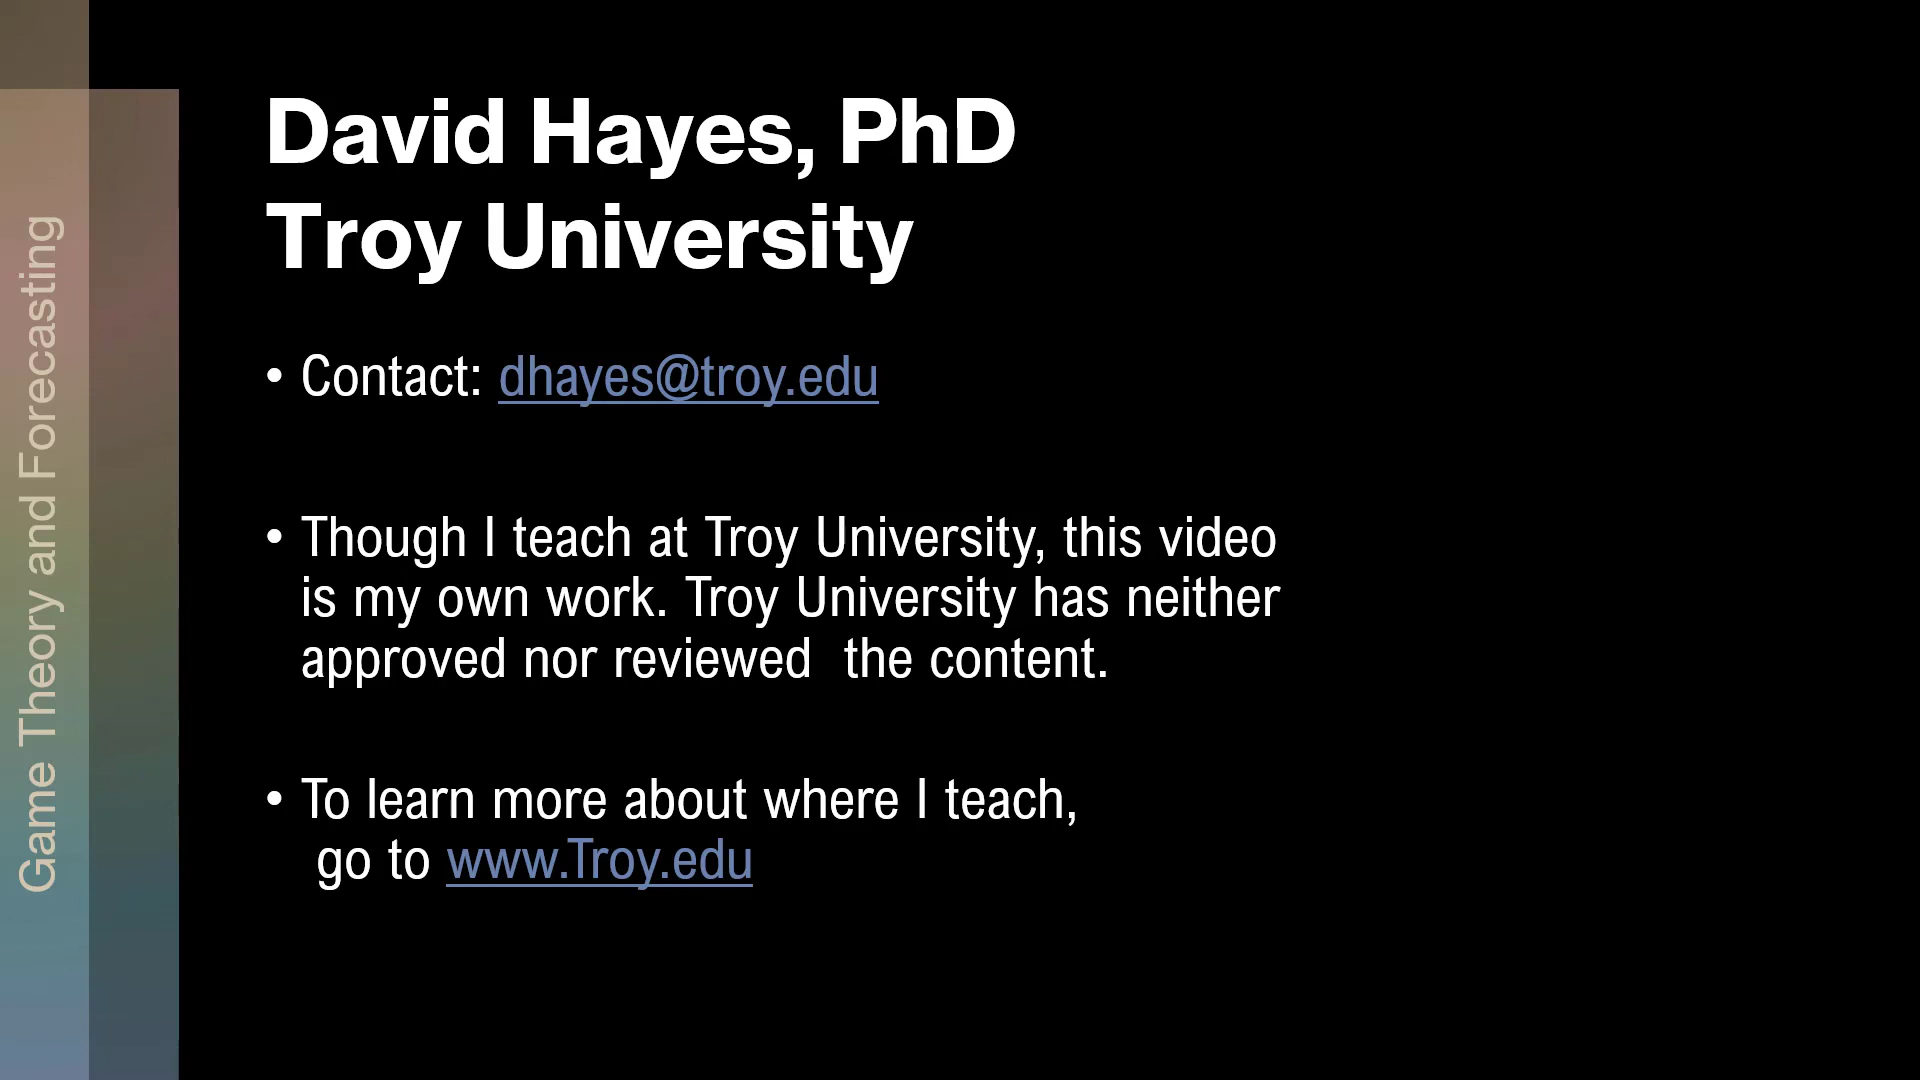 Game Theory and Forecasting
David Hayes, PhD
Troy University
• Contact: dhayes@troy.edu
• Though I teach at Troy University, this video
is my own work. Troy University has neither
approved nor reviewed  the content.
• To learn more about where I teach,
go to www.Troy.edu